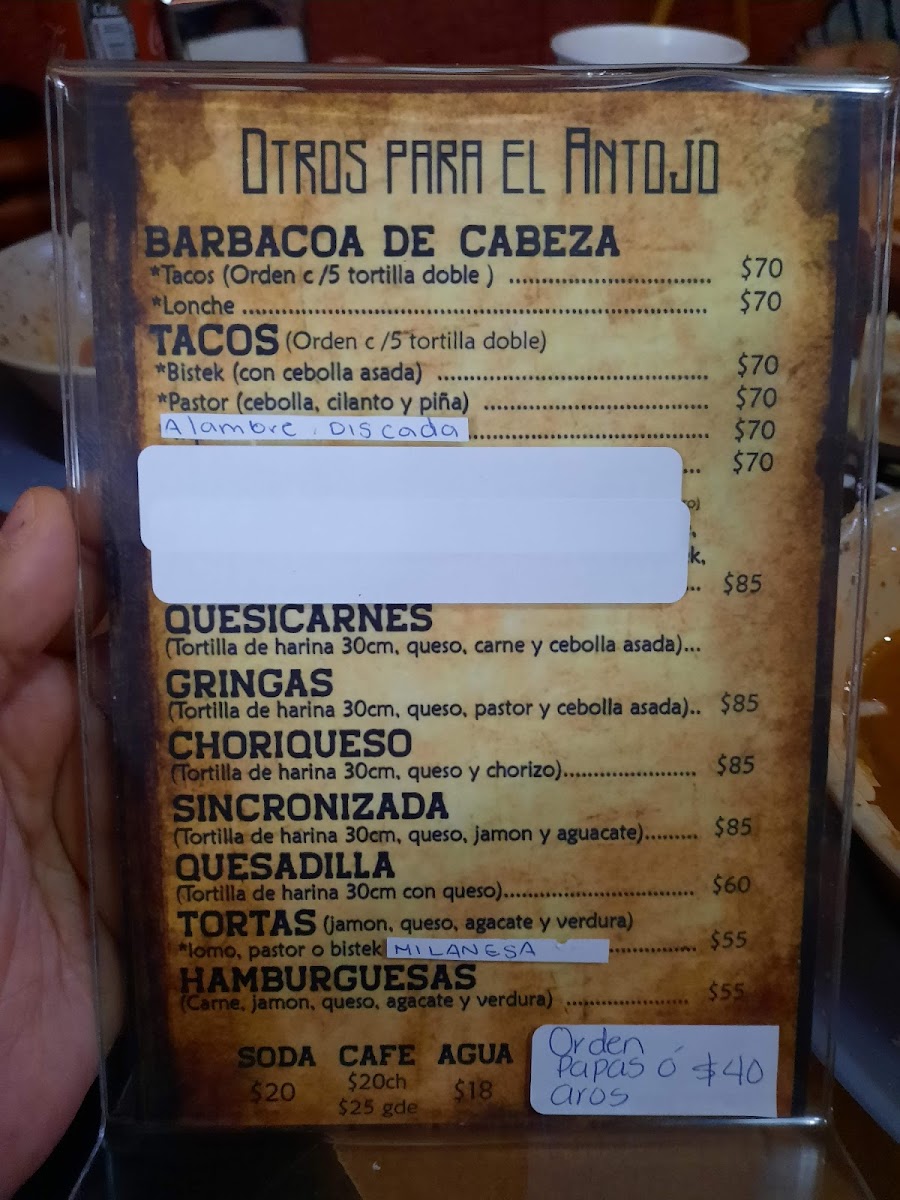 OTROS PARA EL ANTOJO
BARBACOA DE CABEZA
*Tacos (Orden c/5 tortilla doble ) ................................ $70
*Lonche ................................................................ $70
TACOS (Orden c/5 tortilla doble)
*Bistek (con cebolla asada) .......................................... $70
*Pastor (cebolla, cilanto y piña) .................................. $70
Alambre. Discada .................................... $70
... $70
k,
... $85
QUESICARNES
(Tortilla de harina 30cm, queso, carne y cebolla asada)...
GRINGAS
(Tortilla de harina 30cm, queso, pastor y cebolla asada).. $85
CHORIQUESO
(Tortilla de harina 30cm, queso y chorizo)...................... $85
SINCRONIZADA
(Tortilla de harina 30cm, queso, jamon y aguacate)......... $85
QUESADILLA
(Tortilla de harina 30cm con queso)................................ $60
TORTAS (jamon, queso, agacate y verdura)
*lomo, pastor o bistek MILANESA .............. $55
HAMBURGUESAS
(Carne, jamon, queso, agacate y verdura) .................... $55
SODA CAFE AGUA
$20 $20ch $18
$25 gde
Orden
Papas ó $40
aros